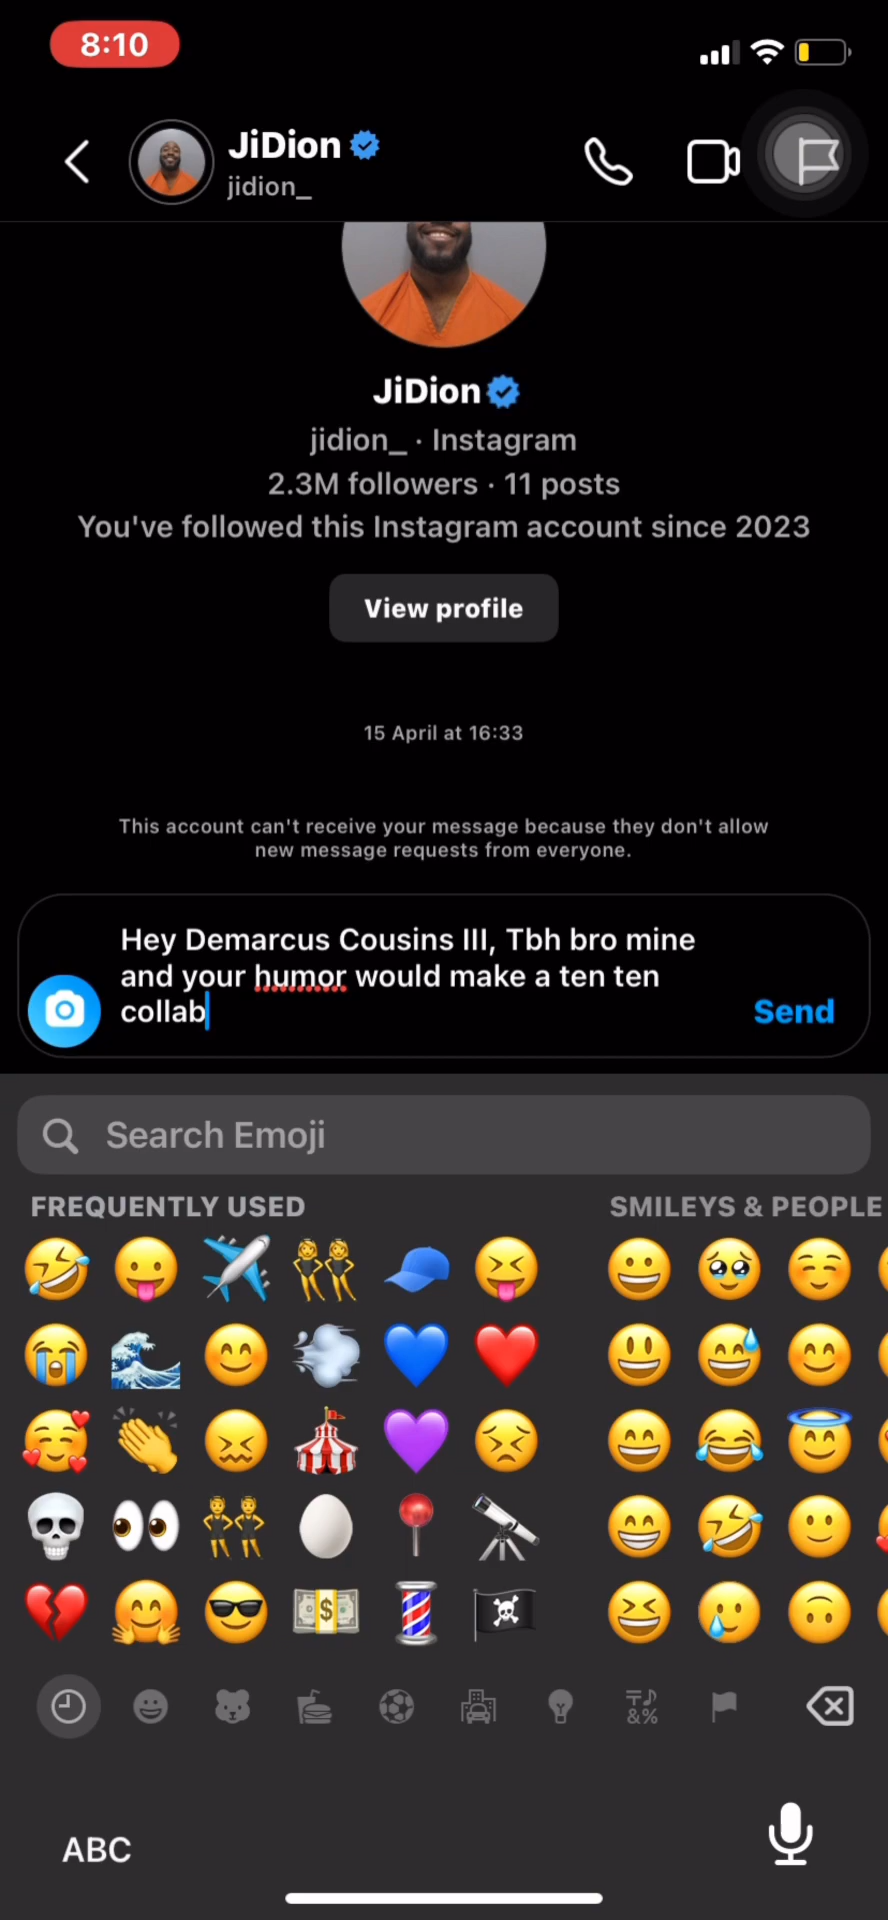 8:10
JiDion
jidion_
JiDion
jidion_ · Instagram
2.3M followers · 11 posts
You've followed this Instagram account since 2023
View profile
15 April at 16:33
This account can't receive your message because they don't allow
new message requests from everyone.
Hey Demarcus Cousins III, Tbh bro mine
and your humor would make a ten ten
collab
Send
Search Emoji
FREQUENTLY USED
SMILEYS & PEOPLE
ABC